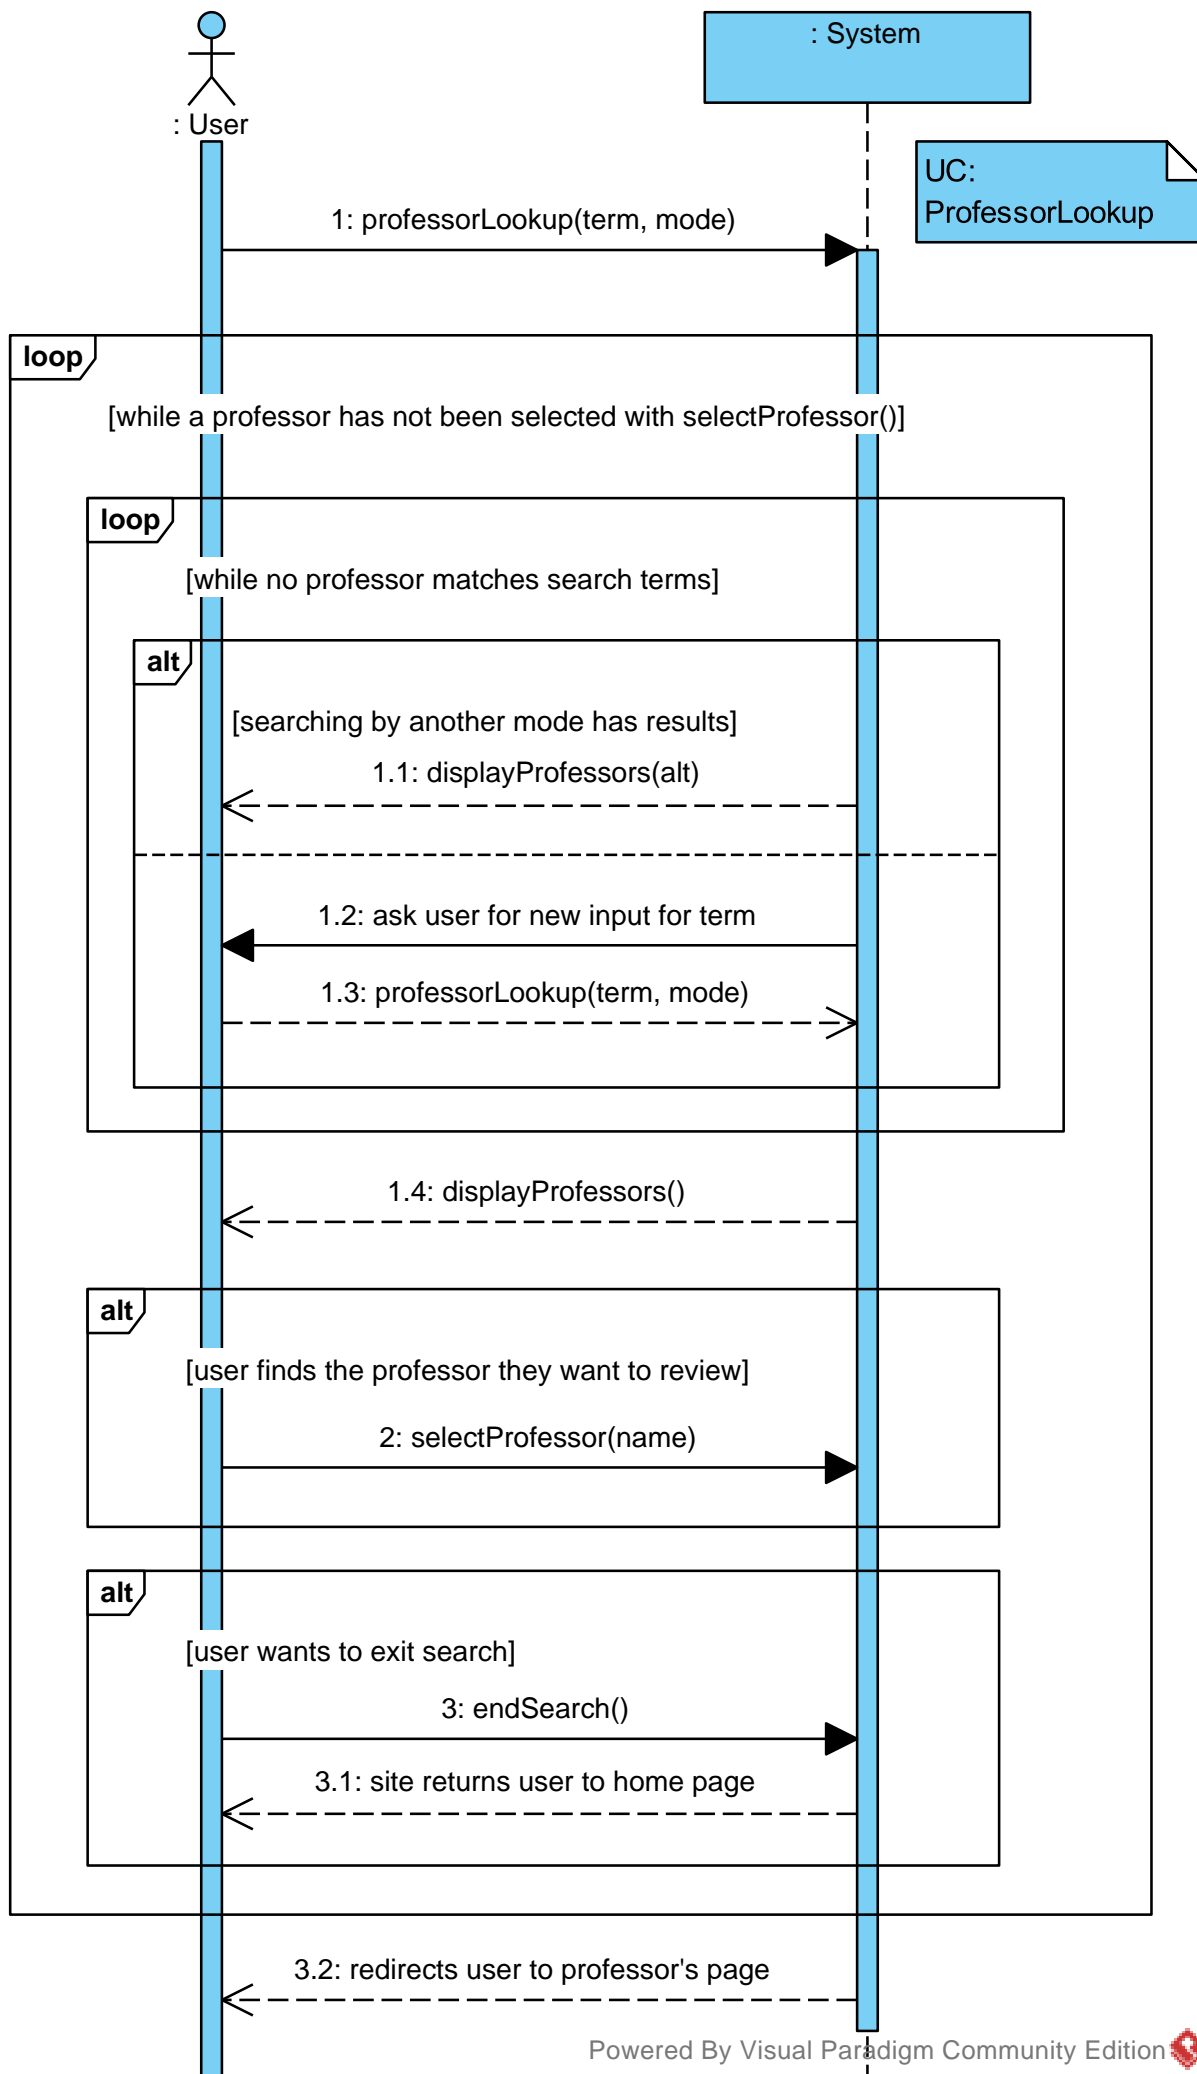 : System
: User
UC:
ProfessorLookup
1: professorLookup(term, mode)
loop
[while a professor has not been selected with selectProfessor()]
loop
[while no professor matches search terms]
alt
[searching by another mode has results]
1.1: displayProfessors(alt)
1.2: ask user for new input for term
1.3: professorLookup(term, mode)
1.4: displayProfessors()
alt
[user finds the professor they want to review]
2: selectProfessor(name)
alt
[user wants to exit search]
3: endSearch()
3.1: site returns user to home page
3.2: redirects user to professor's page
Powered By Visual Paradigm Community Edition